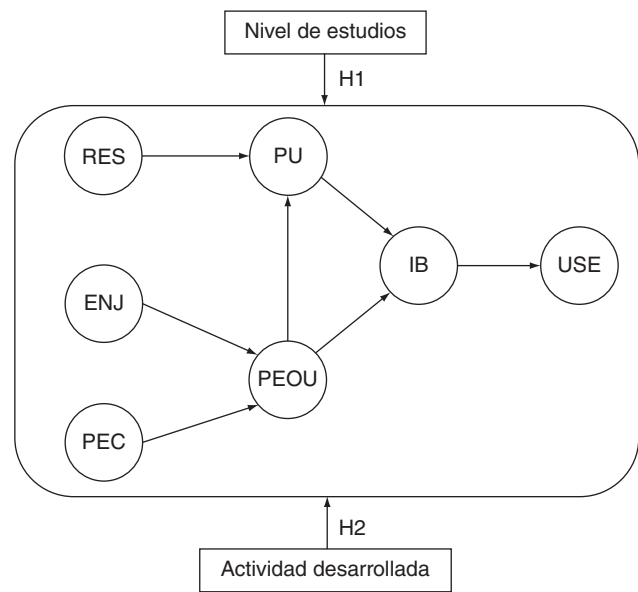 Nivel de estudios
H1
RES
PU
IB
USE
ENJ
PEOU
PEC
H2
Actividad desarrollada